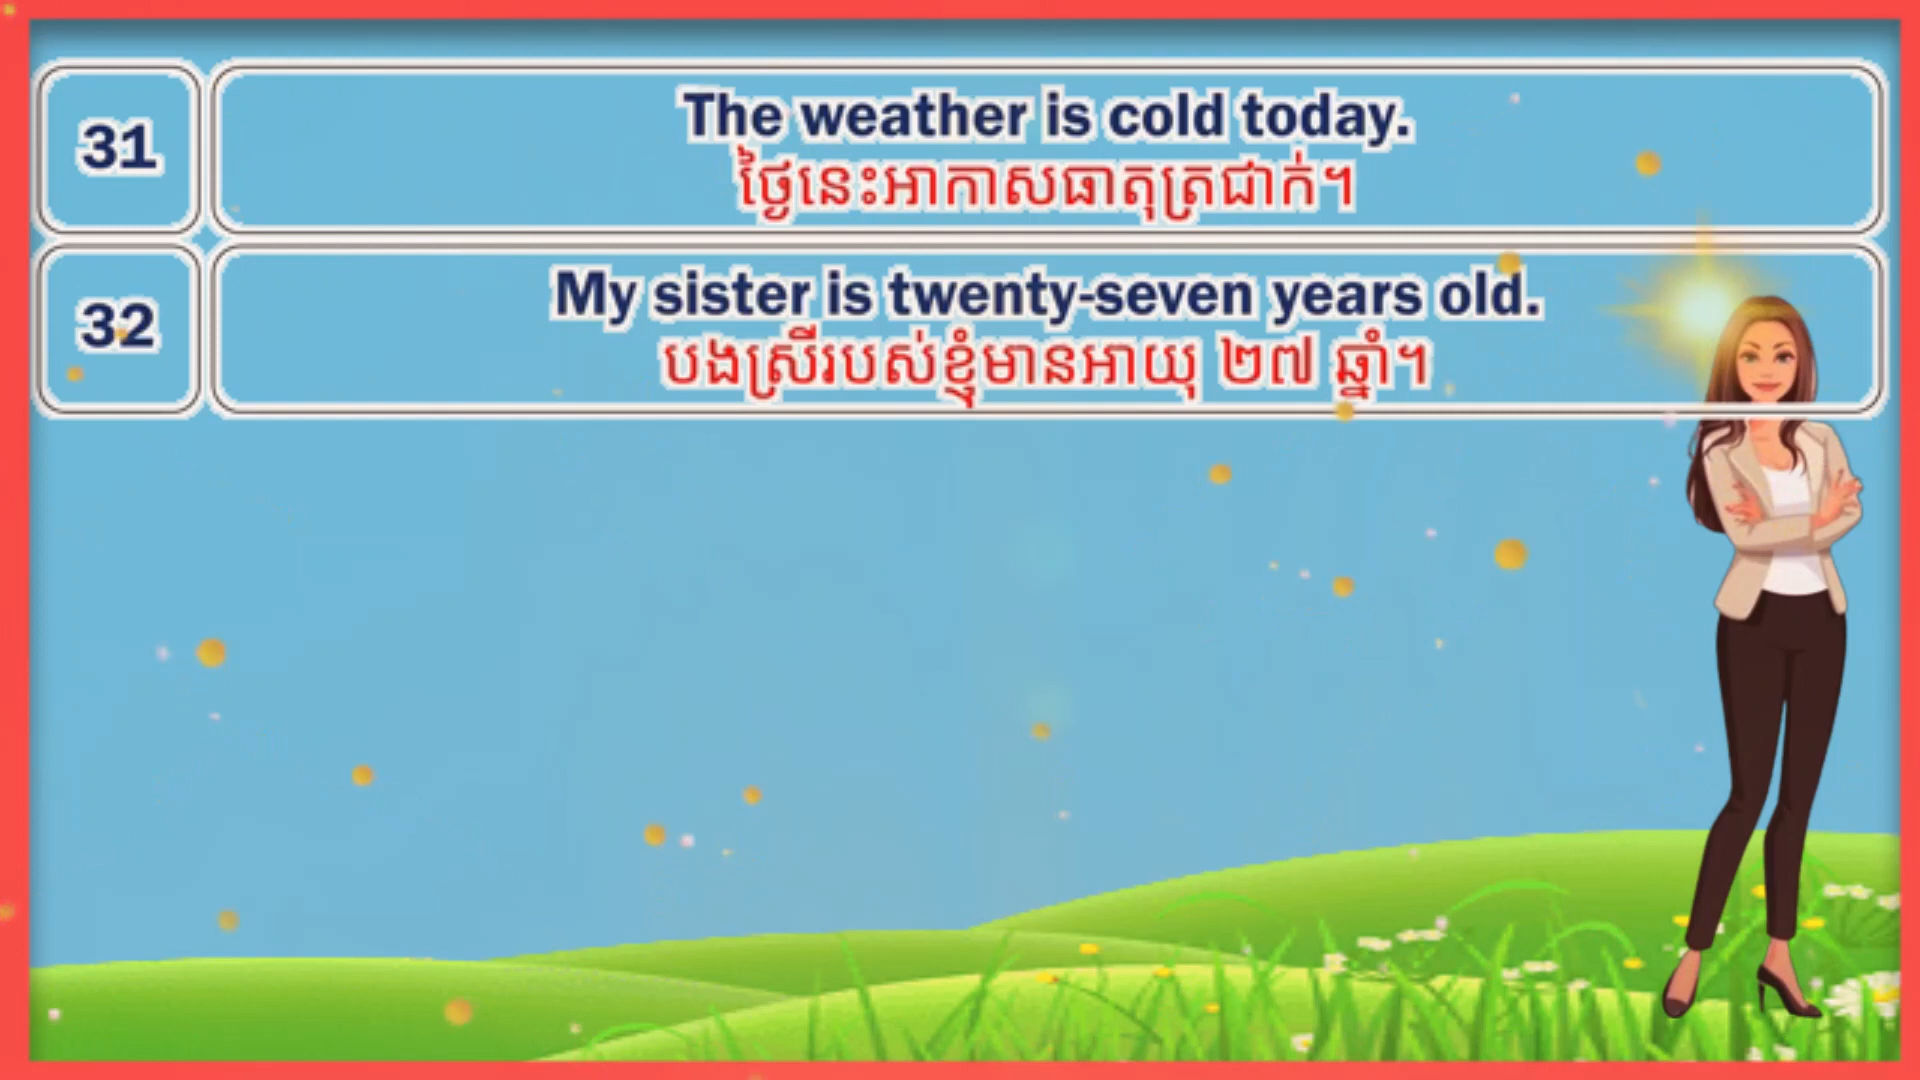 31
The weather is cold today.
ថ្ងៃនេះអាកាសធាតុត្រជាក់។
32
My sister is twenty-seven years old.
បងស្រីរបស់ខ្ញុំមានអាយុ ២៧ ឆ្នាំ។